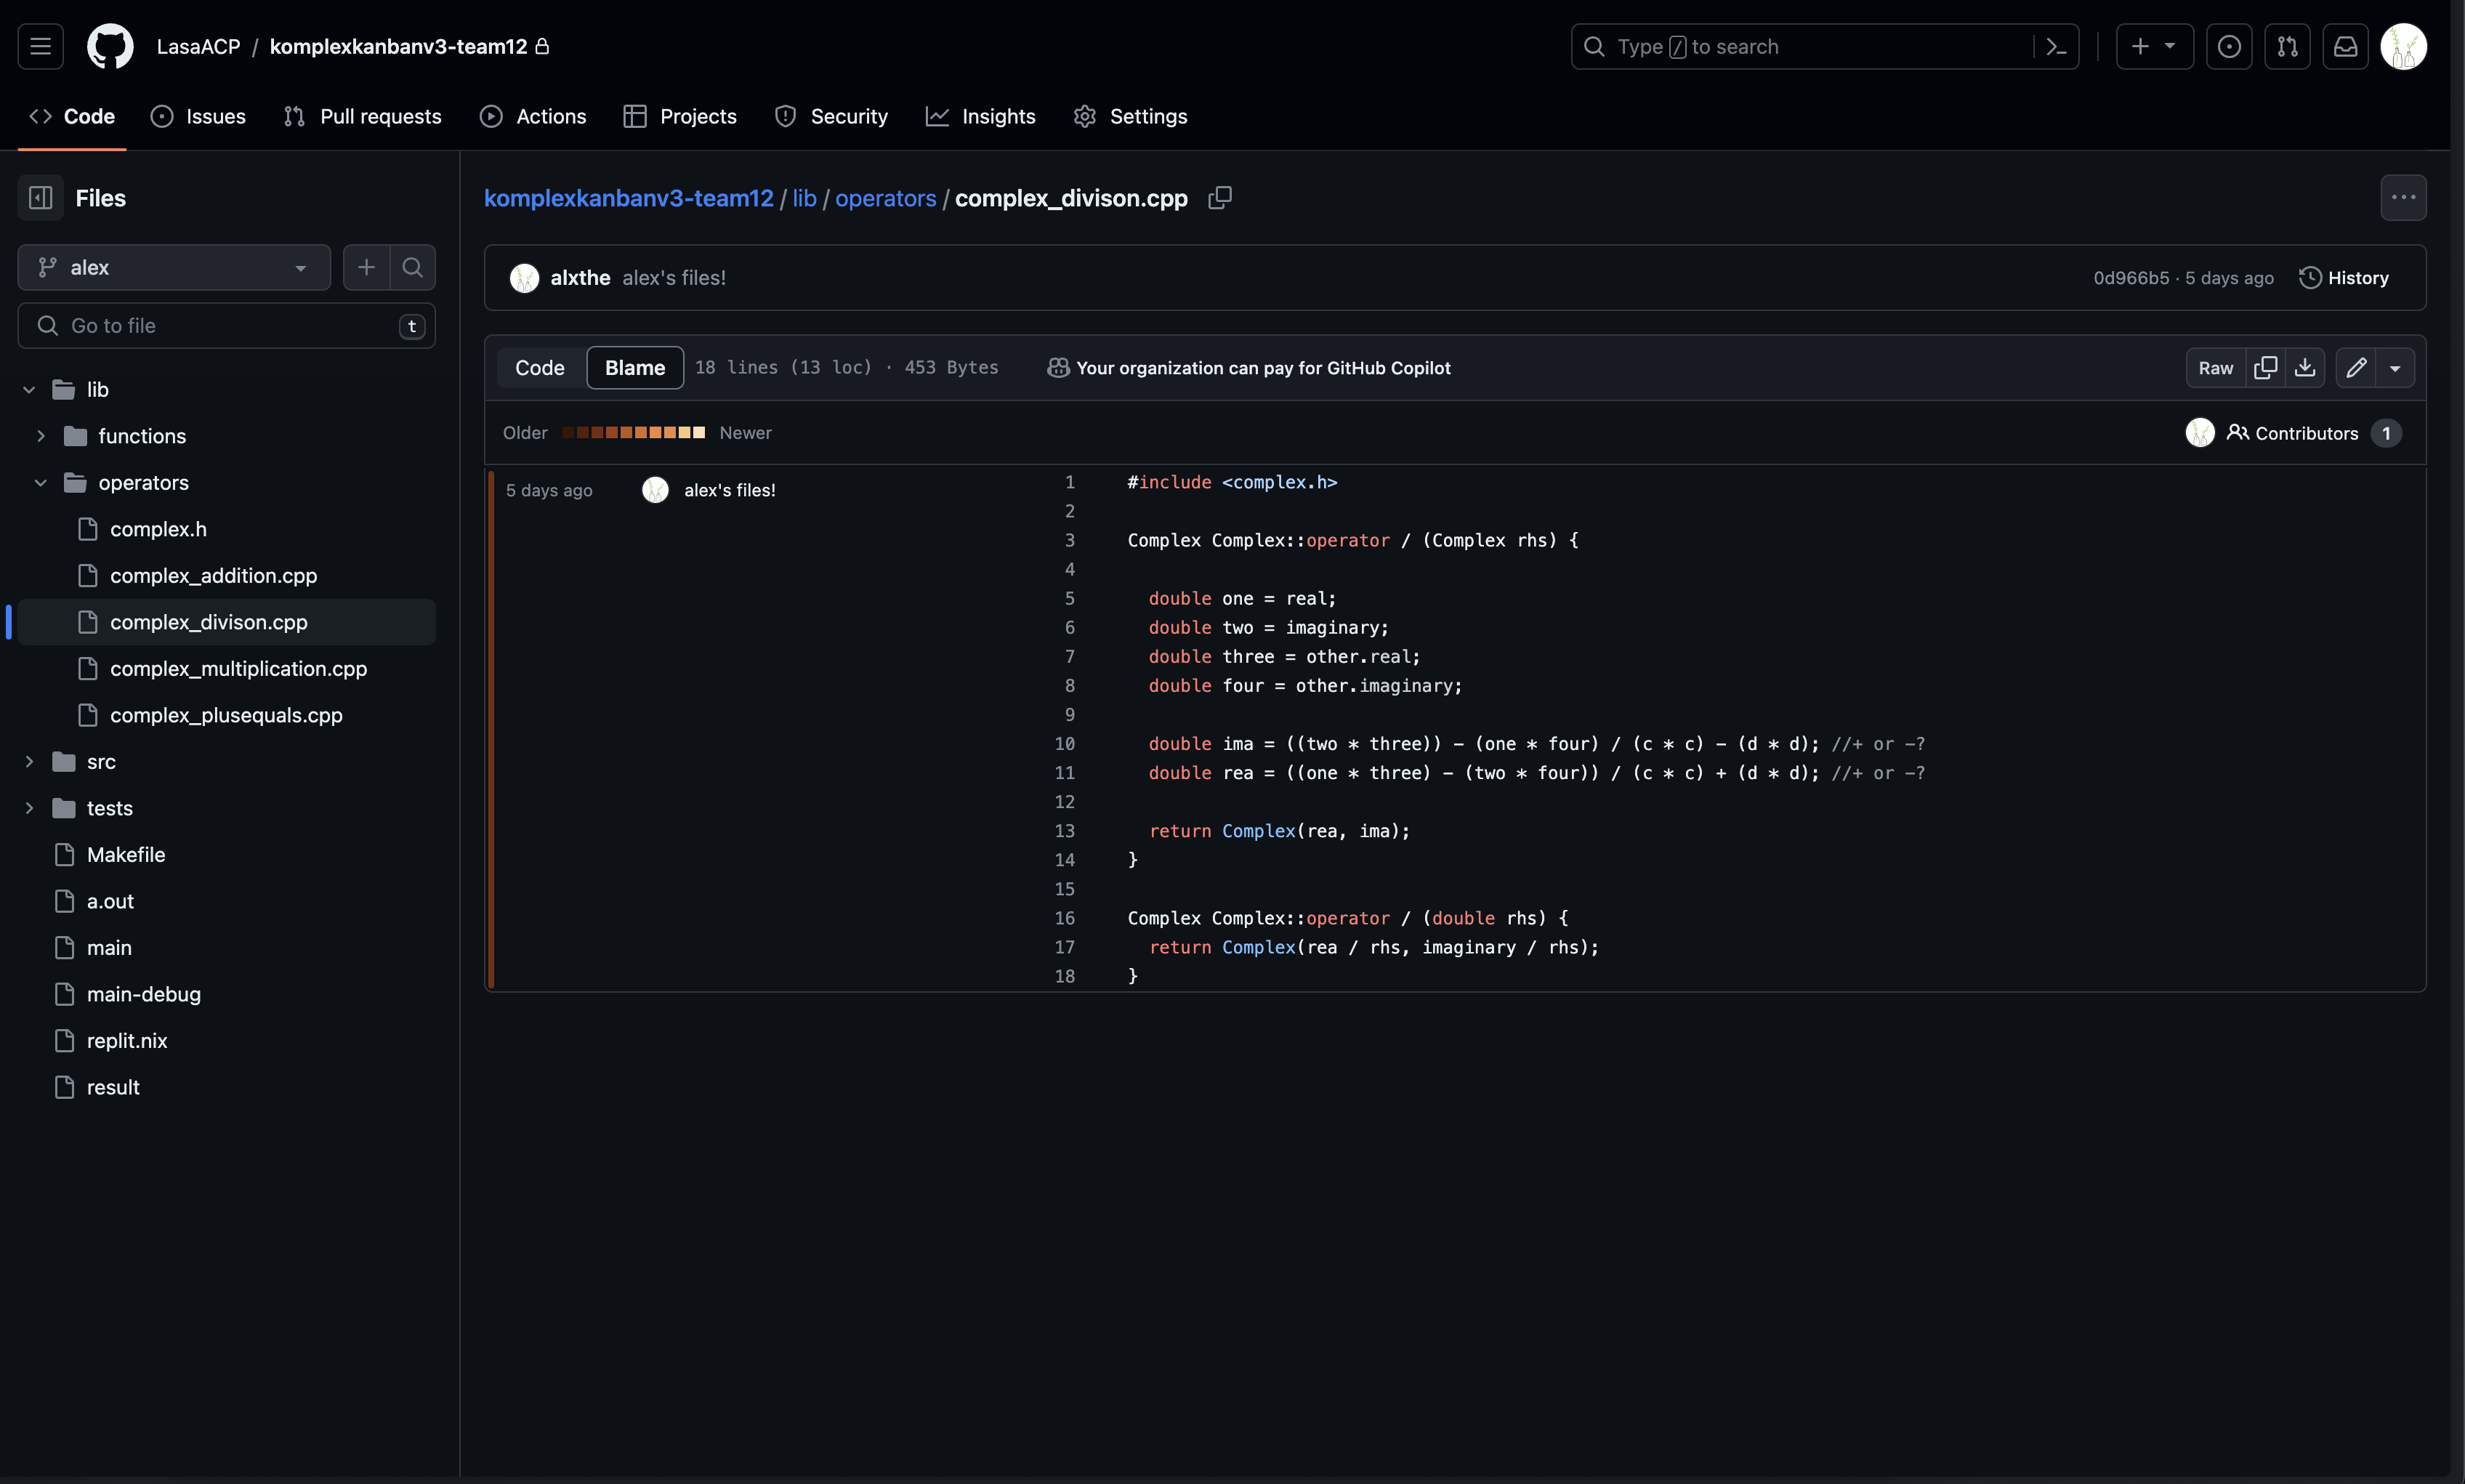 LasaACP / komplexkanbanv3-team12
Type / to search
Code Issues Pull requests Actions Projects Security Insights Settings
Files
alex
Go to file
t
lib
functions
operators
complex.h
complex_addition.cpp
complex_divison.cpp
complex_multiplication.cpp
complex_plusequals.cpp
src
tests
Makefile
a.out
main
main-debug
replit.nix
result
komplexkanbanv3-team12 / lib / operators / complex_divison.cpp
alxthe alex's files!
0d966b5 · 5 days ago
History
Code Blame 18 lines (13 loc) · 453 Bytes
Your organization can pay for GitHub Copilot
Raw
Older Newer
Contributors 1
5 days ago alex's files!
1 #include <complex.h>
2
3 Complex Complex::operator / (Complex rhs) {
4
5 double one = real;
6 double two = imaginary;
7 double three = other.real;
8 double four = other.imaginary;
9
10 double ima = ((two * three)) - (one * four) / (c * c) - (d * d); //+ or -?
11 double rea = ((one * three) - (two * four)) / (c * c) + (d * d); //+ or -?
12
13 return Complex(rea, ima);
14 }
15
16 Complex Complex::operator / (double rhs) {
17 return Complex(rea / rhs, imaginary / rhs);
18 }